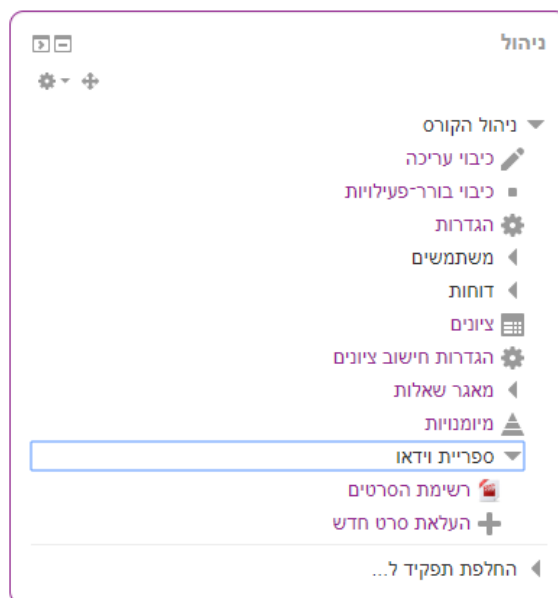 ניהול
ניהול הקורס
כיבוי עריכה
כיבוי בורר־פעילויות
הגדרות
משתמשים
דוחות
ציונים
הגדרות חישוב ציונים
מאגר שאלות
מיומנויות
ספריית וידאו
רשימת הסרטים
העלאת סרט חדש
החלפת תפקיד ל...